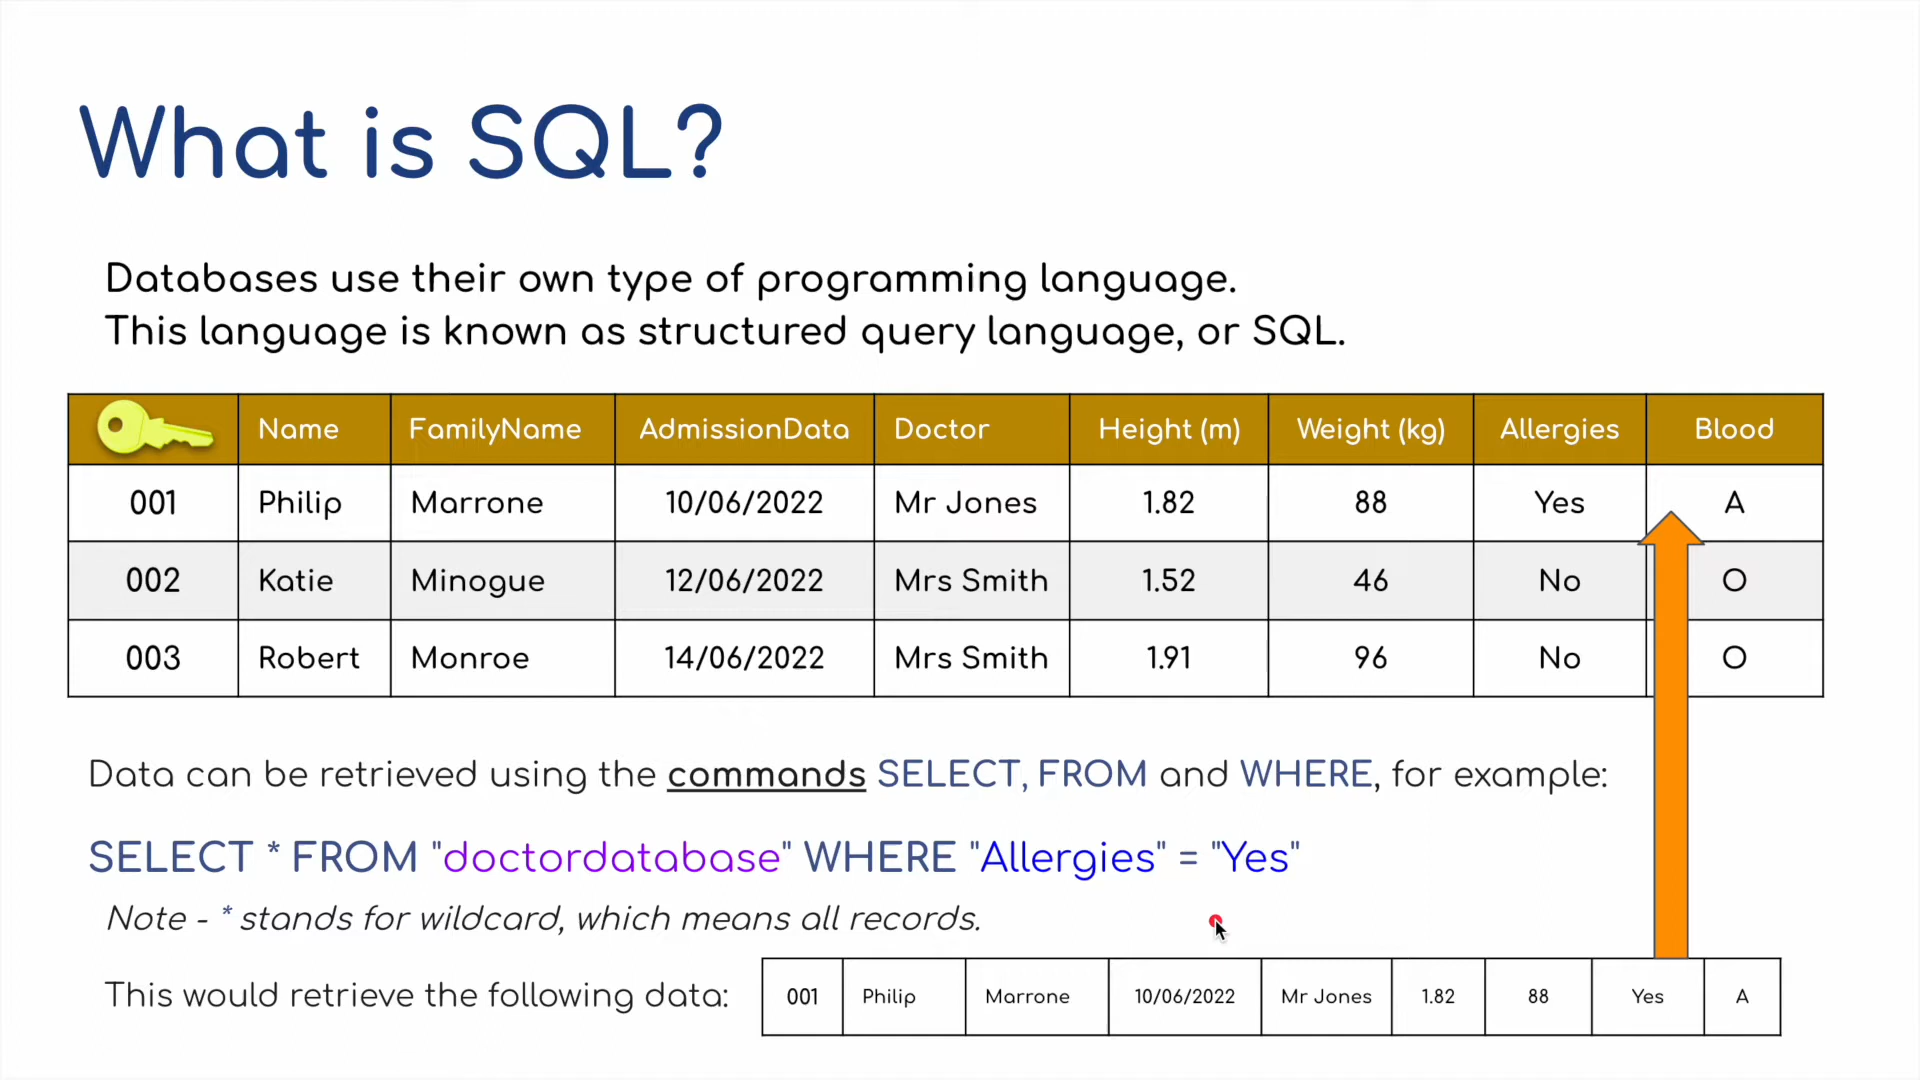 What is SQL?
Databases use their own type of programming language.
This language is known as structured query language, or SQL.
Name FamilyName AdmissionData Doctor Height (m) Weight (kg) Allergies Blood
001 Philip Marrone 10/06/2022 Mr Jones 1.82 88 Yes A
002 Katie Minogue 12/06/2022 Mrs Smith 1.52 46 No O
003 Robert Monroe 14/06/2022 Mrs Smith 1.91 96 No O
Data can be retrieved using the commands SELECT, FROM and WHERE, for example:
SELECT * FROM "doctordatabase" WHERE "Allergies" = "Yes"
Note - * stands for wildcard, which means all records.
This would retrieve the following data: 001 Philip Marrone 10/06/2022 Mr Jones 1.82 88 Yes A